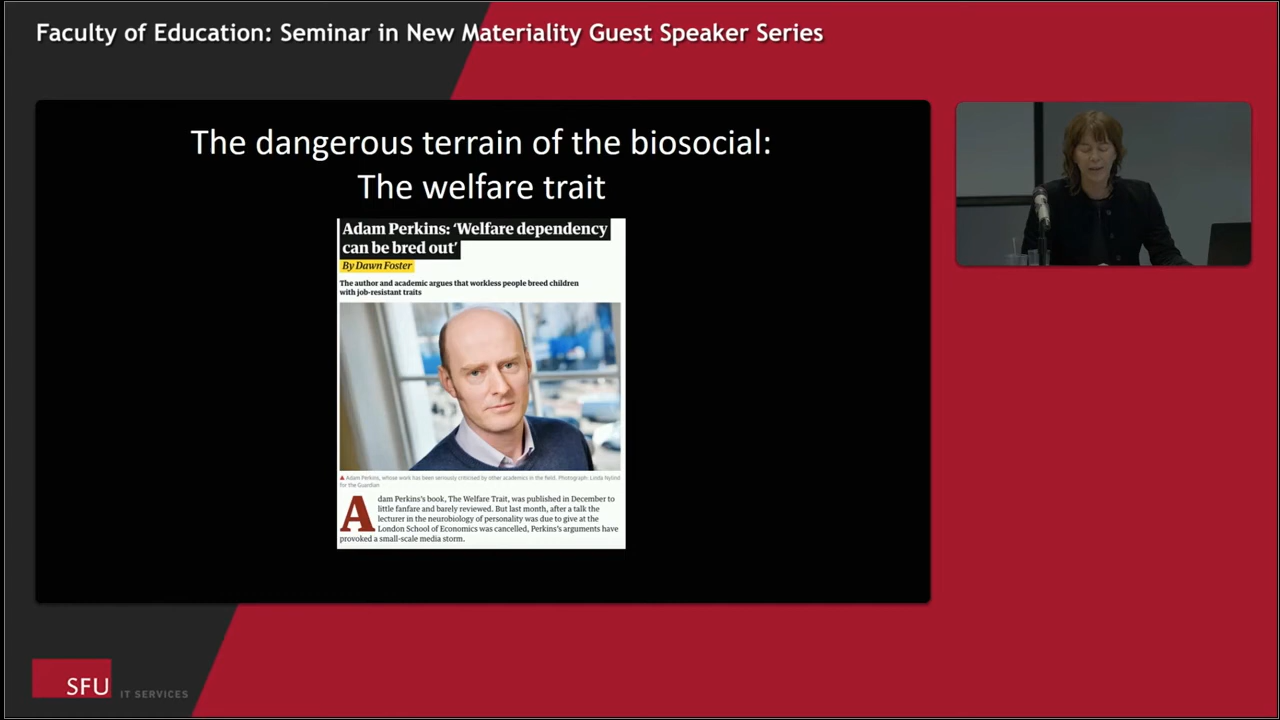 Faculty of Education: Seminar in New Materiality Guest Speaker Series
The dangerous terrain of the biosocial:
The welfare trait
Adam Perkins: ‘Welfare dependency
can be bred out’
By Dawn Foster
The author and academic argues that workless people breed children
with job-resistant traits
Adam Perkins, whose work has been seriously criticised by other academics in the field. Photograph: Linda Nylind
for the Guardian
Adam Perkins's book, The Welfare Trait, was published in December to
little fanfare and barely reviewed. But last month, after a talk the
lecturer in the neurobiology of personality was due to give at the
London School of Economics was cancelled, Perkins's arguments have
provoked a small-scale media storm.
SFU IT SERVICES